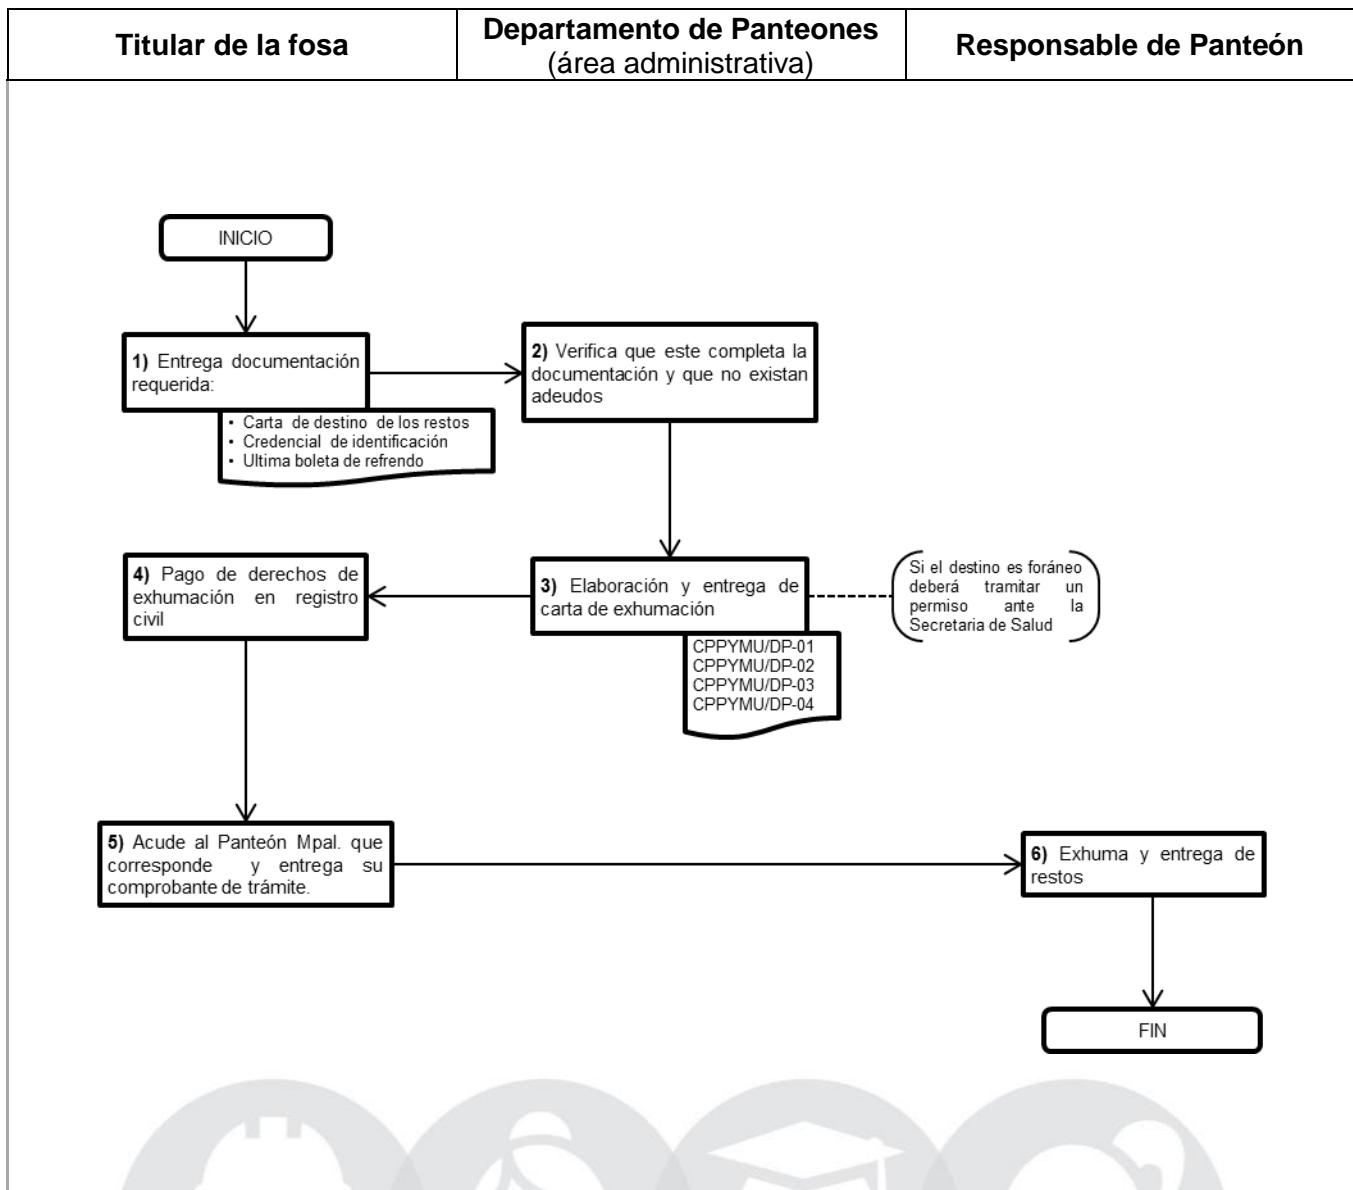 Titular de la fosa
Departamento de Panteones
(área administrativa)
Responsable de Panteón
INICIO
1) Entrega documentación
requerida:
• Carta de destino de los restos
• Credencial de identificación
• Ultima boleta de refrendo
2) Verifica que este completa la
documentación y que no existan
adeudos
3) Elaboración y entrega de
carta de exhumación
CPPYMU/DP-01
CPPYMU/DP-02
CPPYMU/DP-03
CPPYMU/DP-04
Si el destino es foráneo
deberá tramitar un
permiso ante la
Secretaria de Salud
4) Pago de derechos de
exhumación en registro
civil
5) Acude al Panteón Mpal. que
corresponde y entrega su
comprobante de trámite.
6) Exhuma y entrega de
restos
FIN